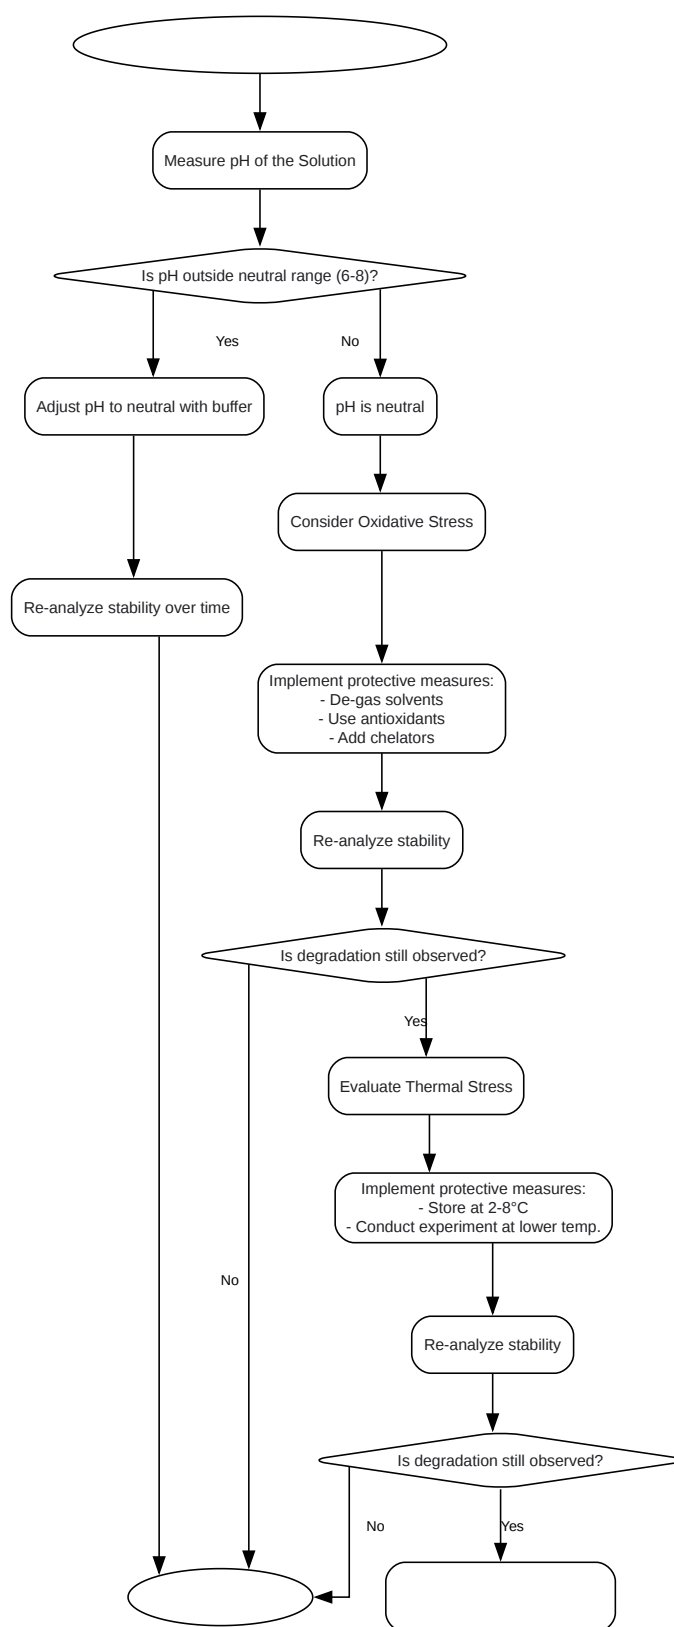 Measure pH of the Solution
Is pH outside neutral range (6-8)?
Yes
No
Adjust pH to neutral with buffer
pH is neutral
Consider Oxidative Stress
Re-analyze stability over time
Implement protective measures:
- De-gas solvents
- Use antioxidants
- Add chelators
Re-analyze stability
Is degradation still observed?
Yes
Evaluate Thermal Stress
Implement protective measures:
- Store at 2-8°C
- Conduct experiment at lower temp.
No
Re-analyze stability
Is degradation still observed?
No
Yes